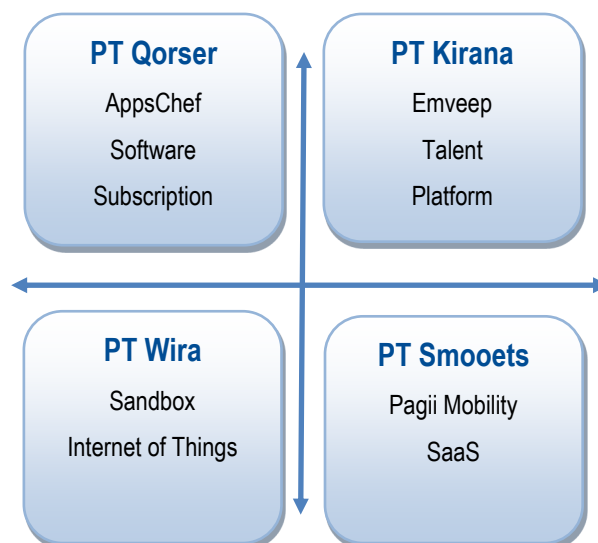 PT Qorser
AppsChef
Software
Subscription
PT Kirana
Emveep
Talent
Platform
PT Wira
Sandbox
Internet of Things
PT Smooets
Pagii Mobility
SaaS